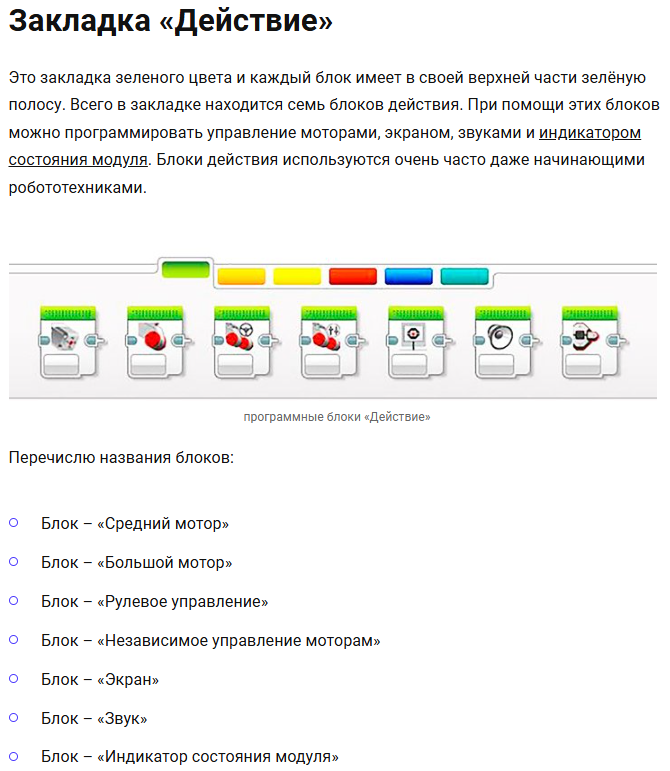 Закладка «Действие»
Это закладка зеленого цвета и каждый блок имеет в своей верхней части зелёную
полосу. Всего в закладке находится семь блоков действия. При помощи этих блоков
можно программировать управление моторами, экраном, звуками и индикатором
состояния модуля. Блоки действия используются очень часто даже начинающими
робототехниками.
программные блоки «Действие»
Перечислю названия блоков:
Блок – «Средний мотор»
Блок – «Большой мотор»
Блок – «Рулевое управление»
Блок – «Независимое управление моторам»
Блок – «Экран»
Блок – «Звук»
Блок – «Индикатор состояния модуля»